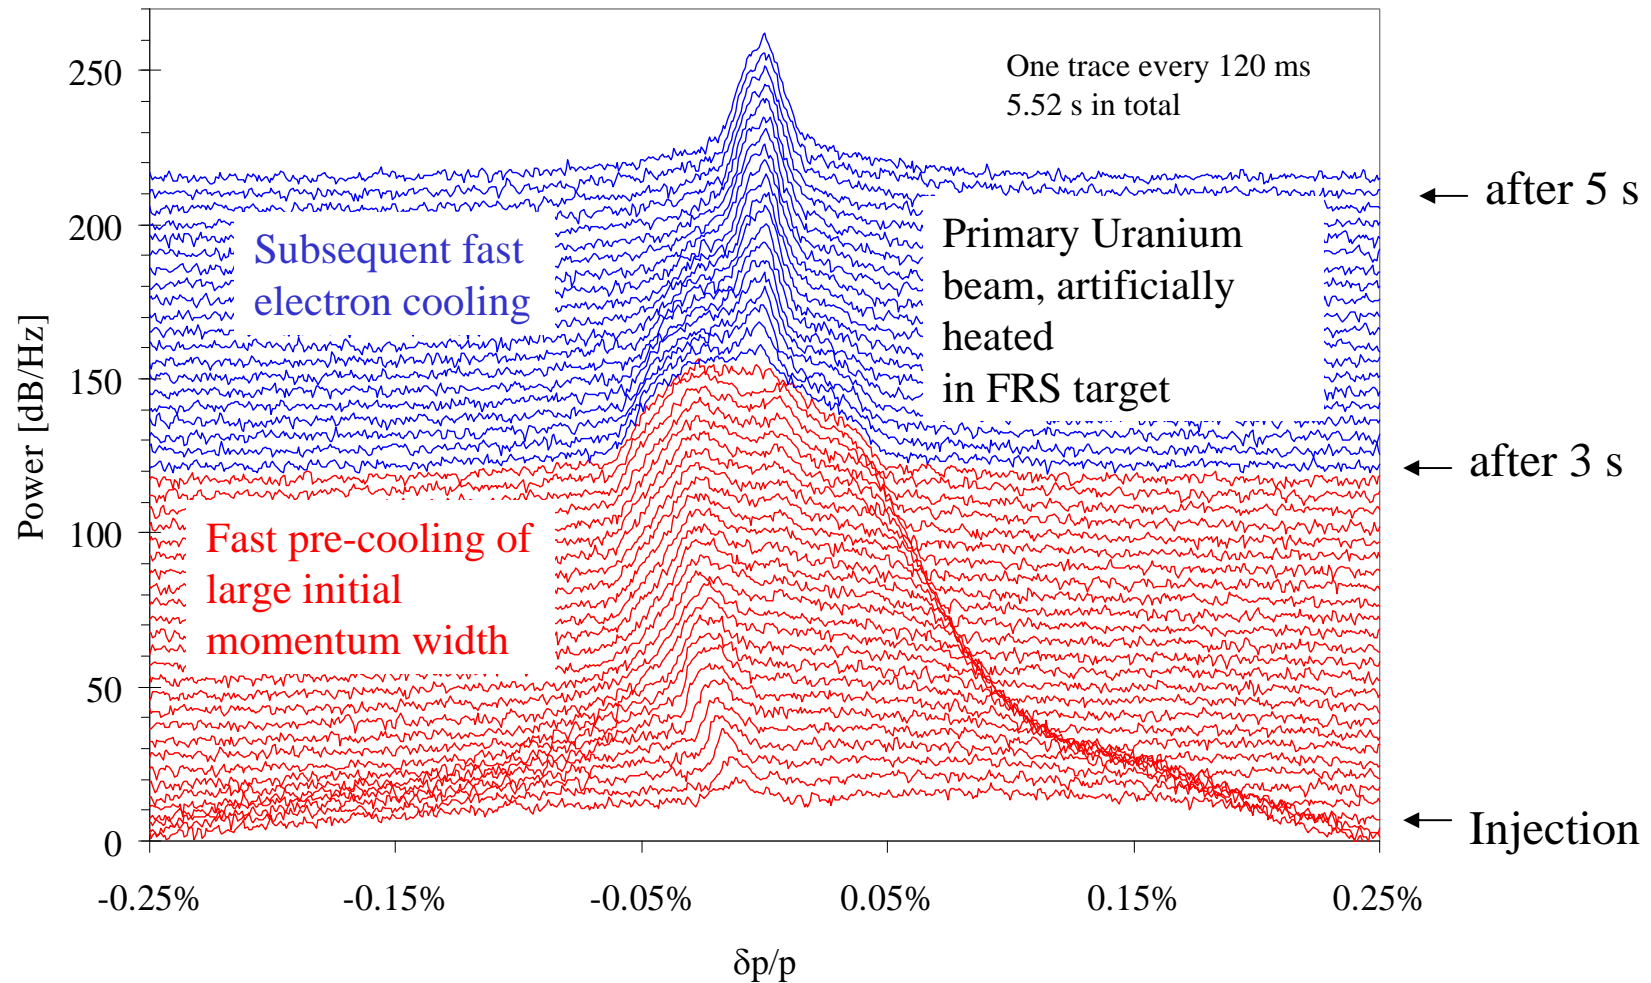 One trace every 120 ms
5.52 s in total
250
200
150
100
50
0
Power [dB/Hz]
Subsequent fast
electron cooling
Primary Uranium
beam, artificially
heated
in FRS target
Fast pre-cooling of
large initial
momentum width
after 5 s
after 3 s
Injection
-0.25%
-0.15%
-0.05%
0.05%
0.15%
0.25%
δp/p